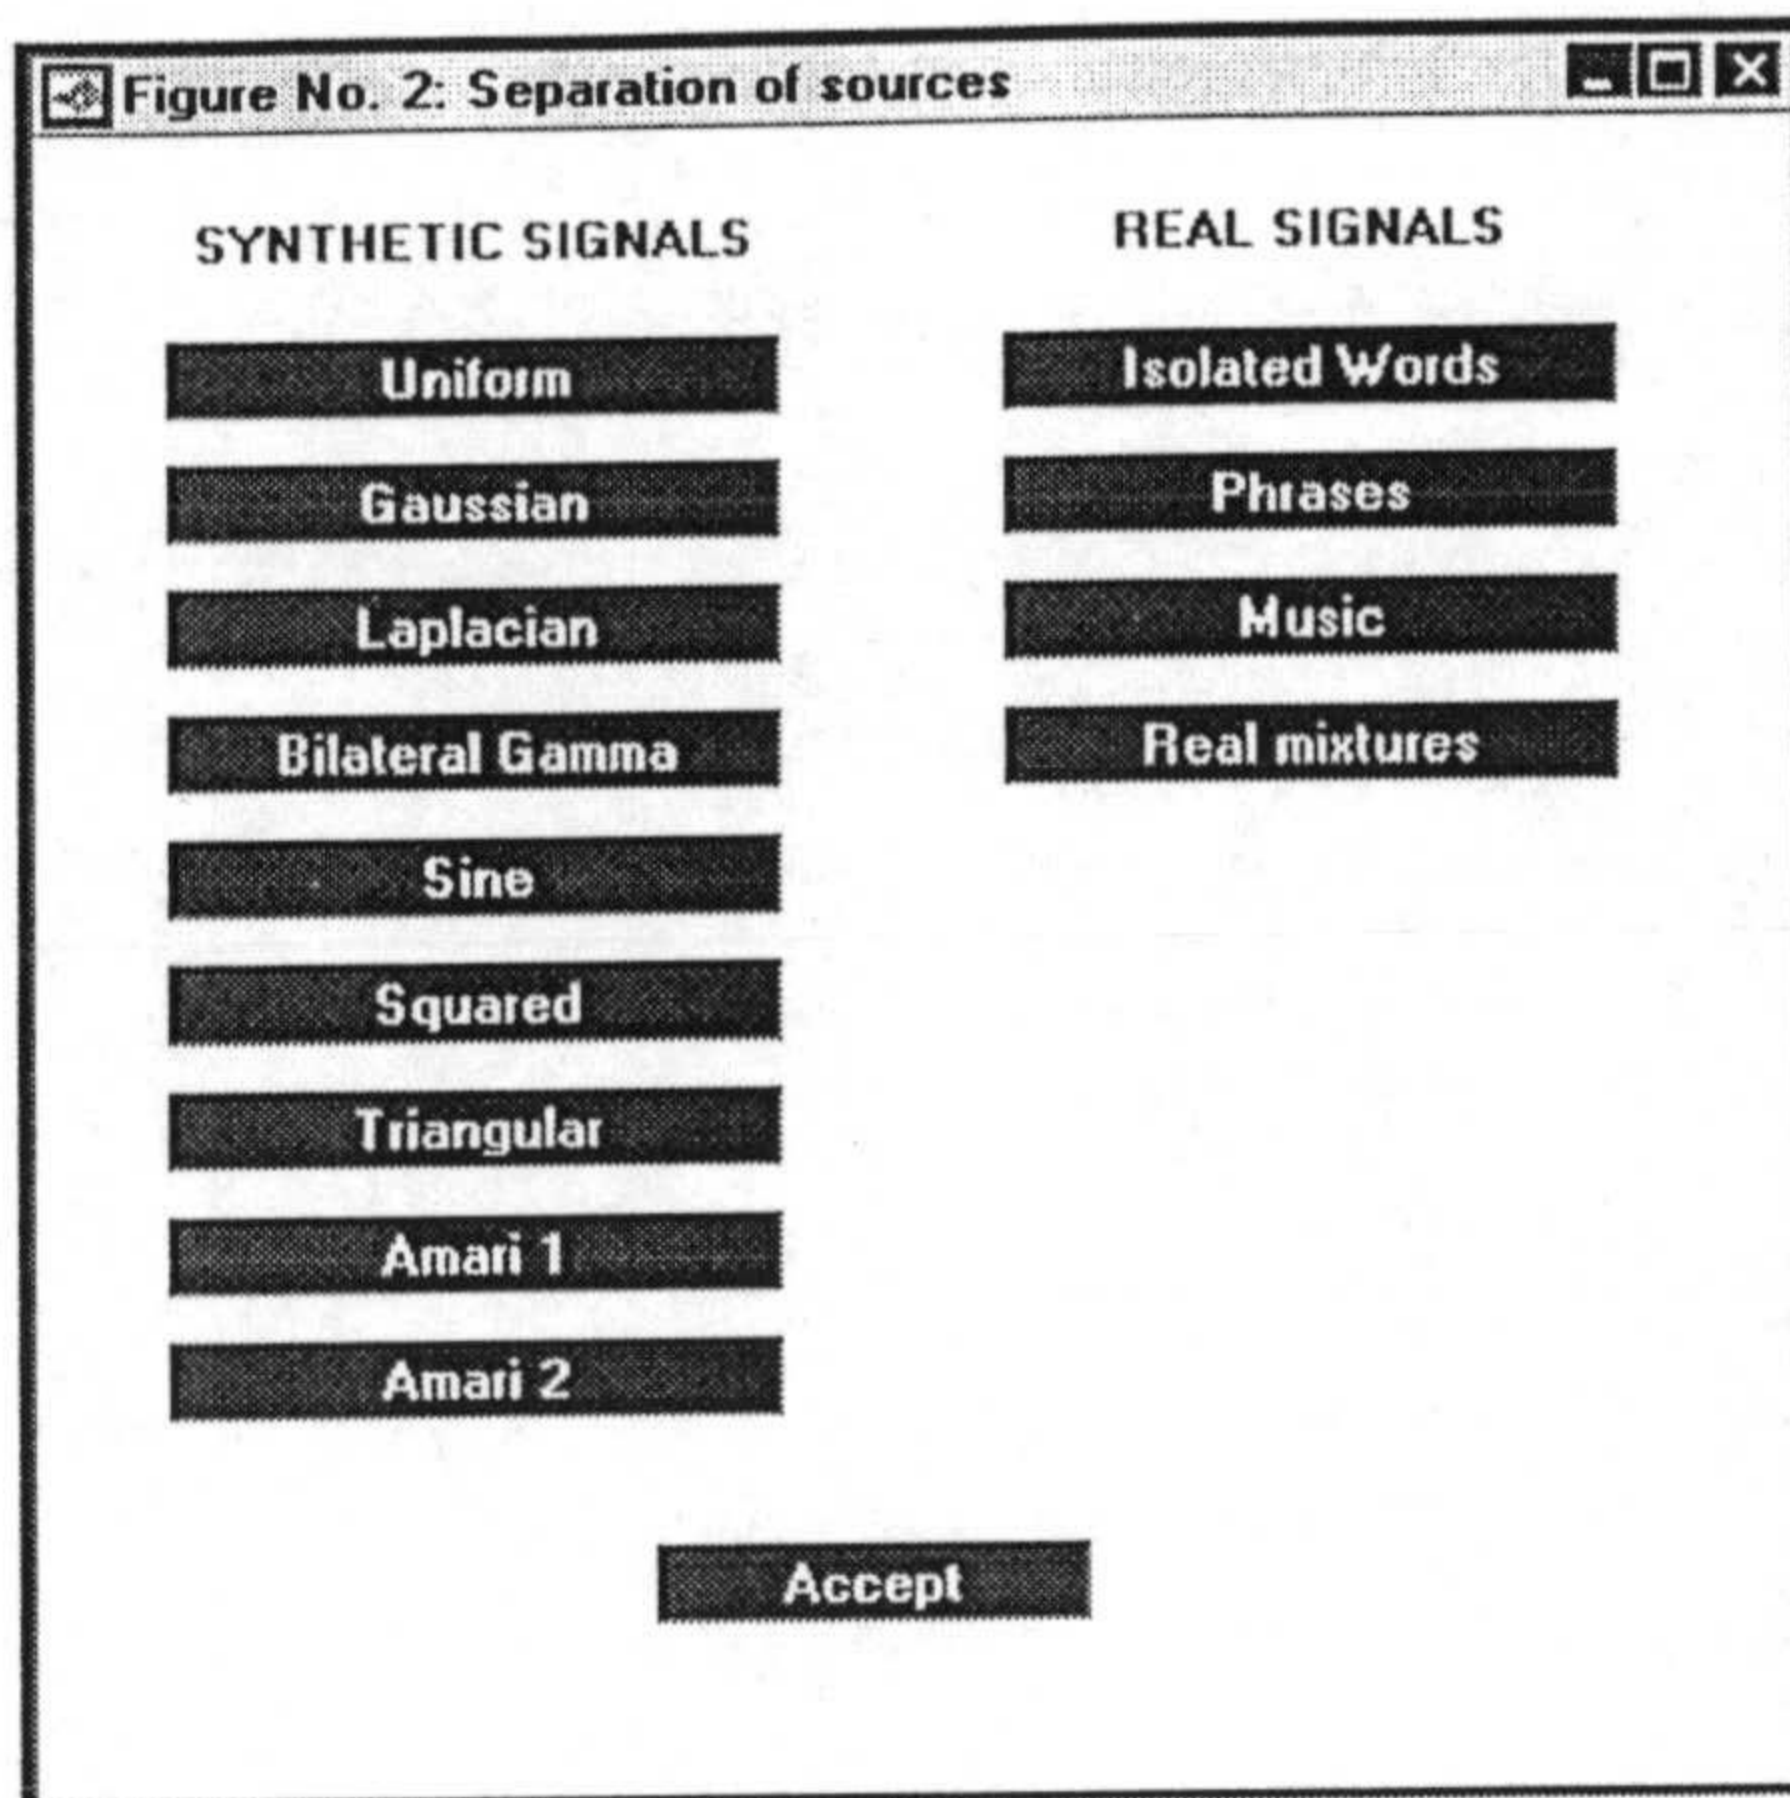 Figure No. 2: Separation of sources
SYNTHETIC SIGNALS
Uniform
Gaussian
Laplacian
Bilateral Gamma
Sine
Squared
Triangular
Amari 1
Amari 2
REAL SIGNALS
Isolated Words
Phrases
Music
Real mixtures
Accept